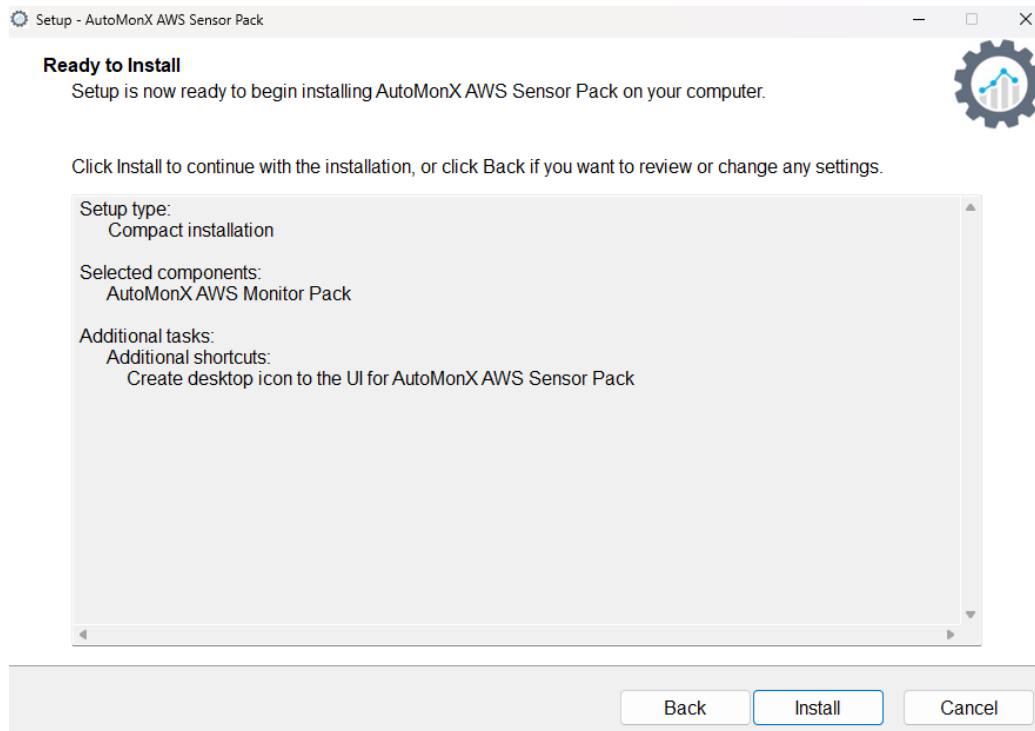 Setup - AutoMonX AWS Sensor Pack
Ready to Install
Setup is now ready to begin installing AutoMonX AWS Sensor Pack on your computer.
Click Install to continue with the installation, or click Back if you want to review or change any settings.
Setup type:
Compact installation
Selected components:
AutoMonX AWS Monitor Pack
Additional tasks:
Additional shortcuts:
Create desktop icon to the UI for AutoMonX AWS Sensor Pack
Back
Install
Cancel